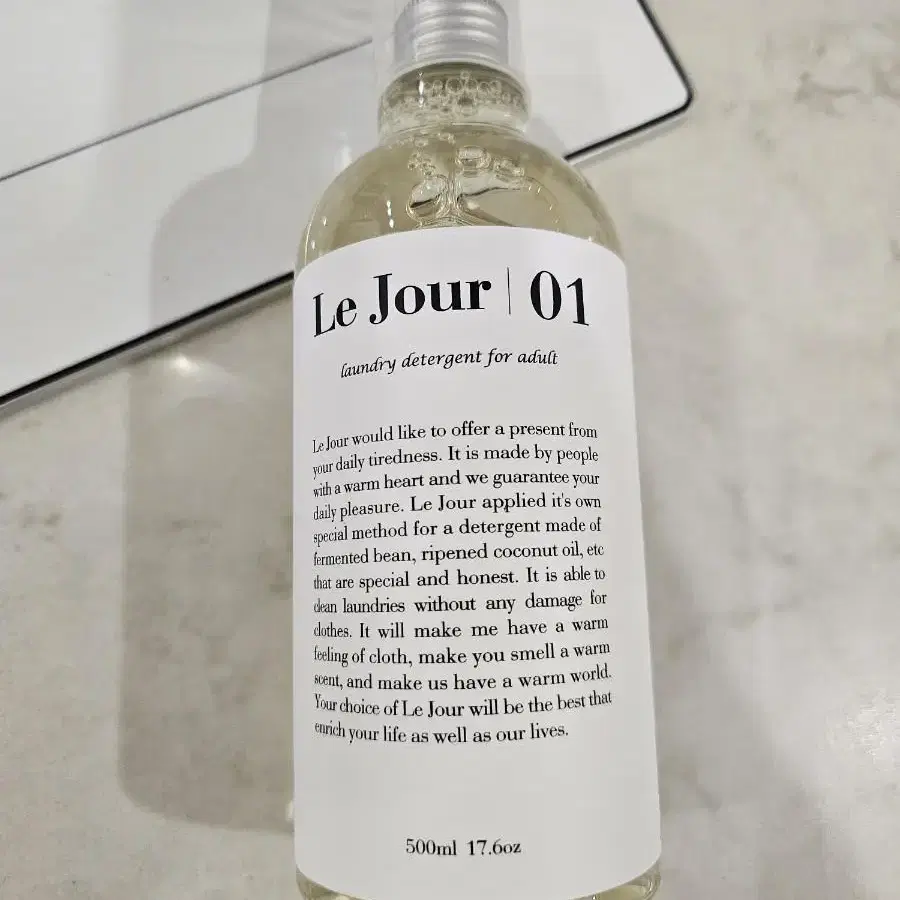 Le Jour | 01
laundry detergent for adult
Le Jour would like to offer a present from
your daily tiredness. It is made by people
with a warm heart and we guarantee your
daily pleasure. Le Jour applied it's own
special method for a detergent made of
fermented bean, ripened coconut oil, etc
that are special and honest. It is able to
clean laundries without any damage for
clothes. It will make me have a warm
feeling of cloth, make you smell a warm
scent, and make us have a warm world.
Your choice of Le Jour will be the best that
enrich your life as well as our lives.
500ml 17.6oz